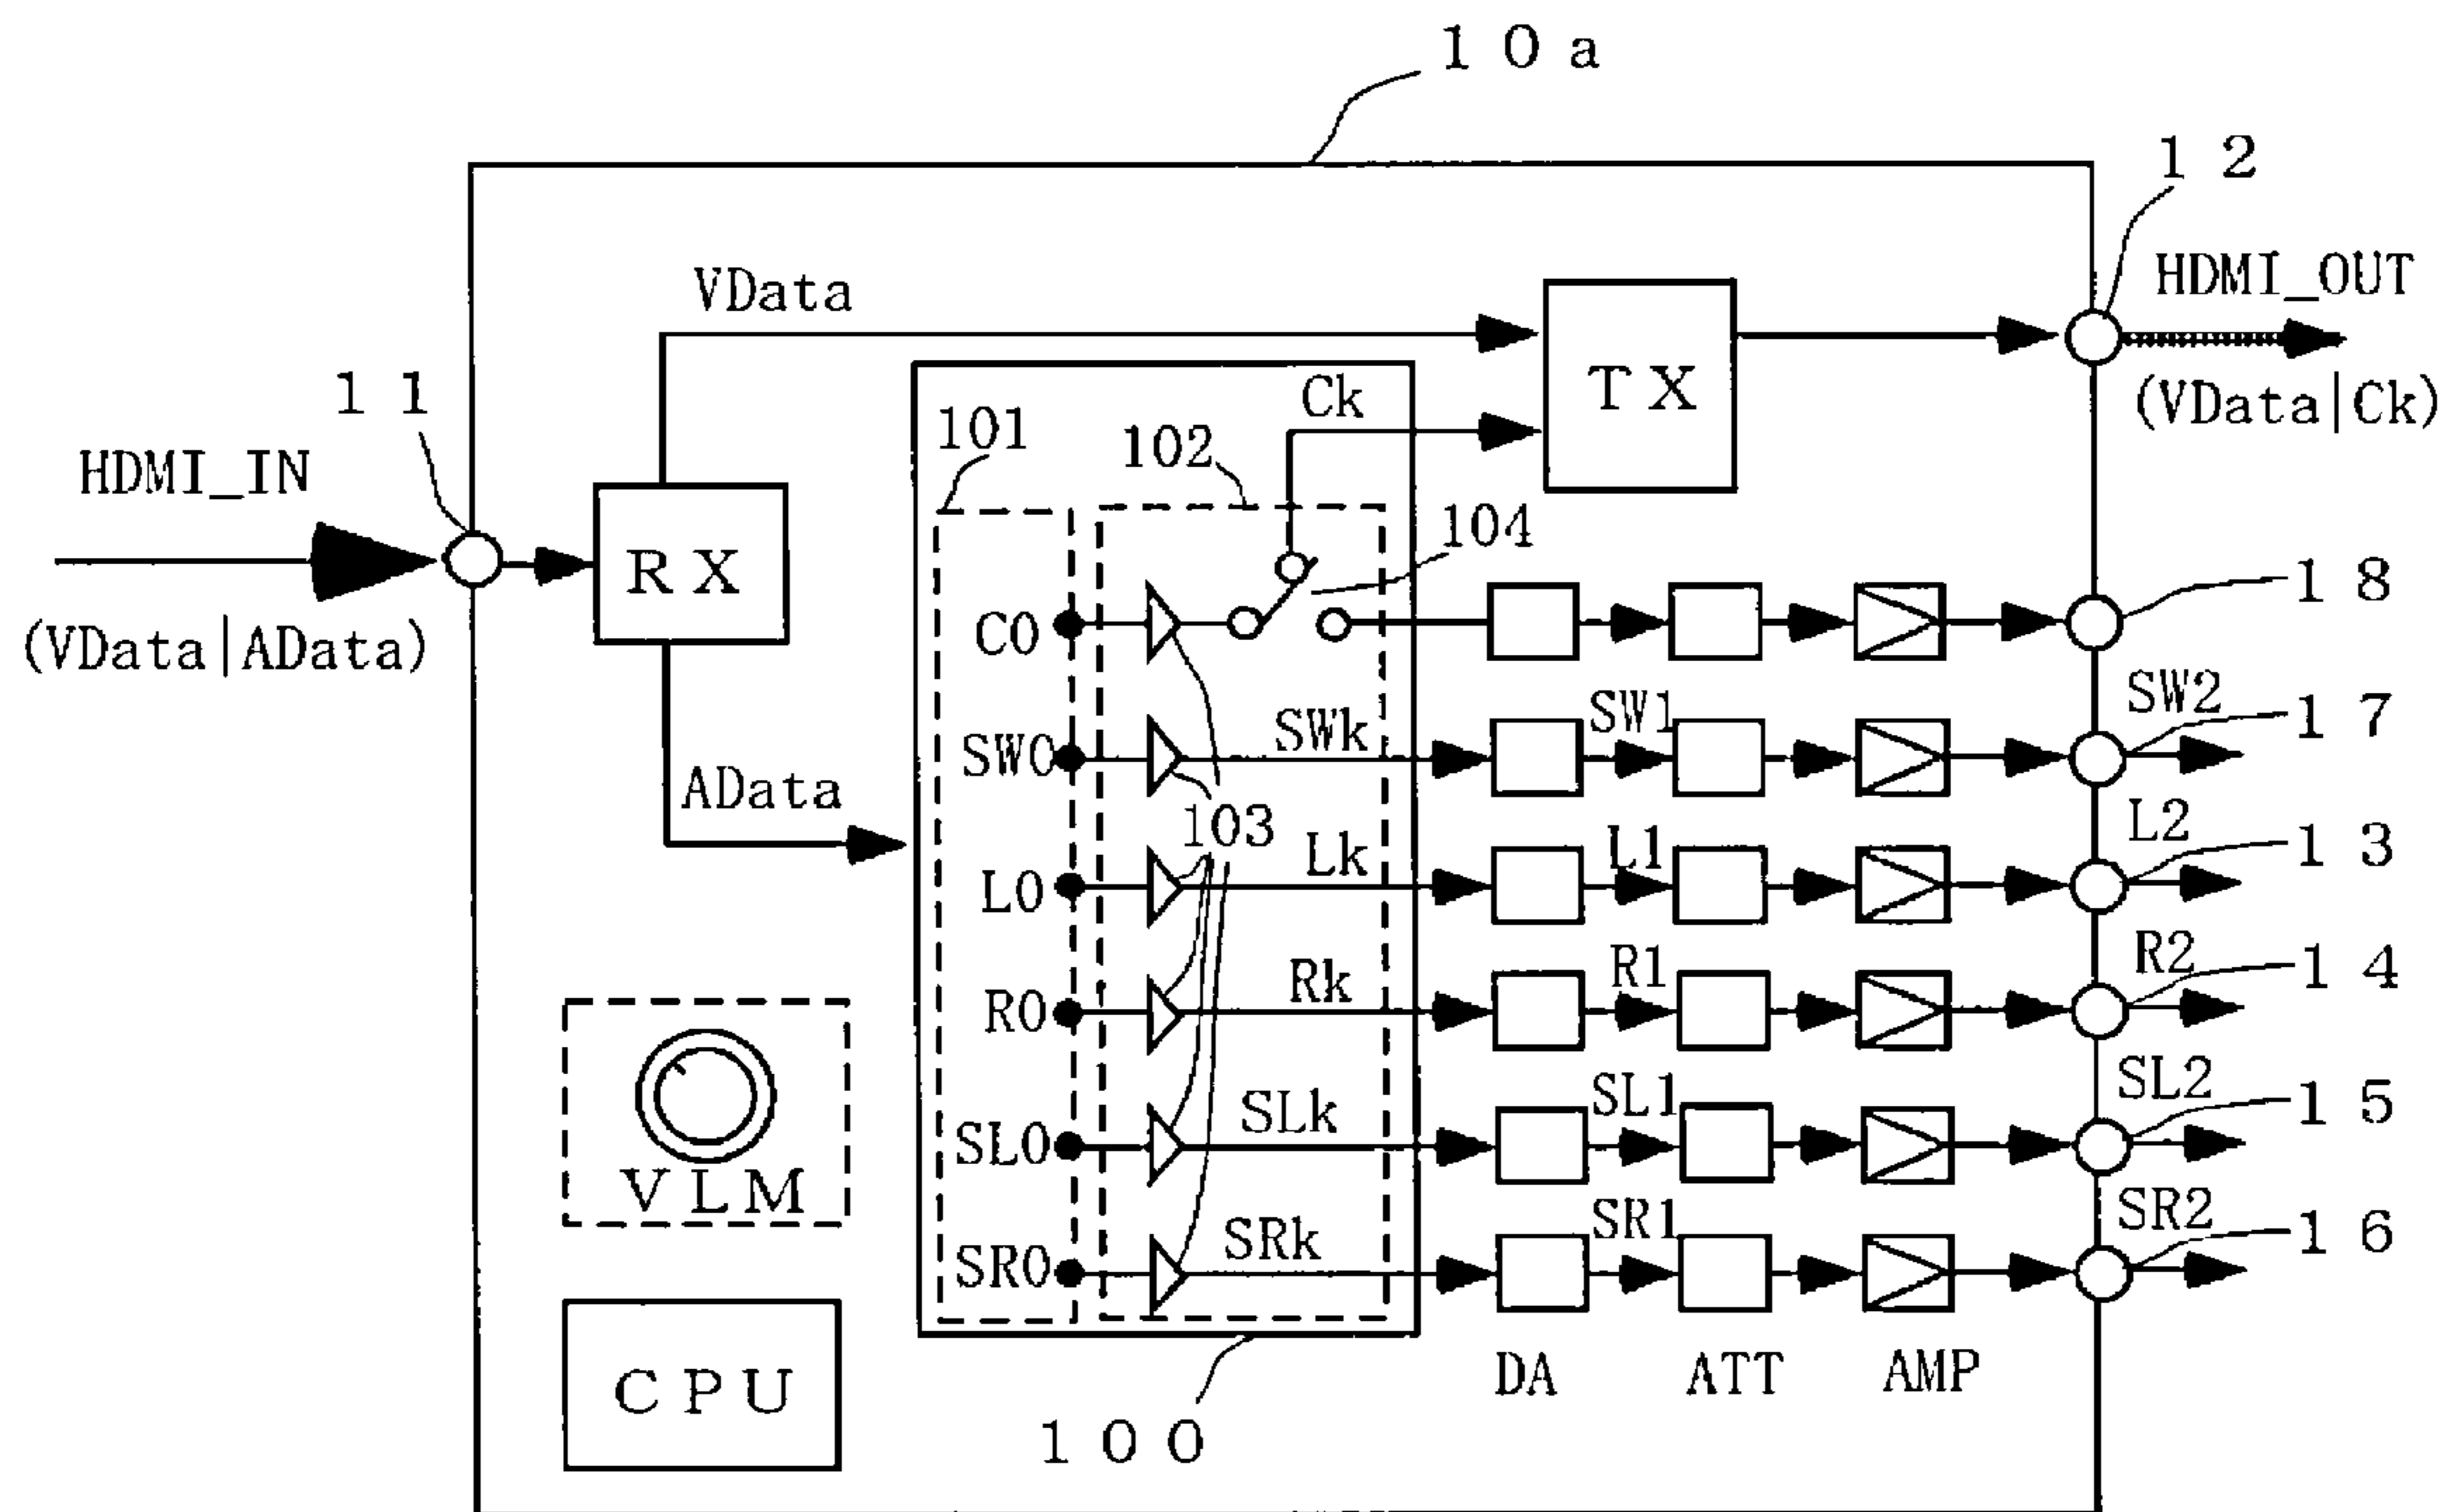 10a
12
HDMI_OUT
(VData|Ck)
VData
TX
Ck
11
101
102
104
HDMI_IN
(VData|AData)
RX
18
C0
SW0
SWk
SW1
SW2
17
AData
103
L0
Lk
L1
L2
13
R0
Rk
R1
R2
14
VLM
SL0
SLk
SL1
SL2
15
SR0
SRk
SR1
SR2
16
CPU
DA
ATT
AMP
100